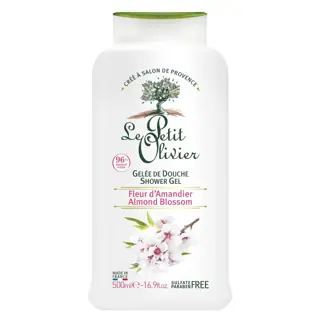 CRÉÉ À SALON DE PROVENCE
Le Petit
Olivier
96%
GELÉE DE DOUCHE
SHOWER GEL
Fleur d'Amandier
Almond Blossom
MADE IN
FRANCE
500mle-16.9fl.oz.
SULFATE
PARABEN FREE